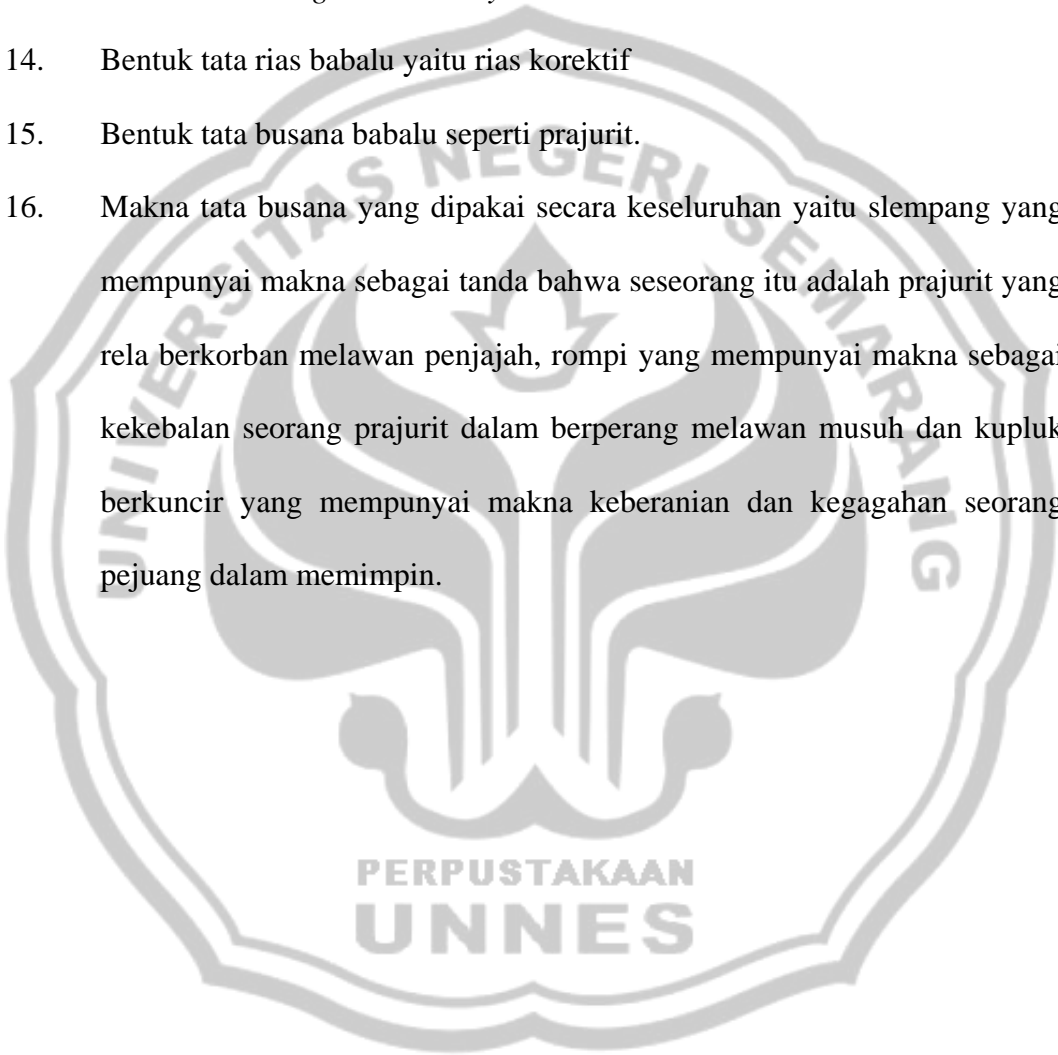 14. Bentuk tata rias babalu yaitu rias korektif
15. Bentuk tata busana babalu seperti prajurit.
16. Makna tata busana yang dipakai secara keseluruhan yaitu slempang yang
mempunyai makna sebagai tanda bahwa seseorang itu adalah prajurit yang
rela berkorban melawan penjajah, rompi yang mempunyai makna sebagai
kekebalan seorang prajurit dalam berperang melawan musuh dan kupluk
berkuncir yang mempunyai makna keberanian dan kegagahan seorang
pejuang dalam memimpin.
UNIVERSITAS NEGERI SEMARANG
PERPUSTAKAAN
UNNES